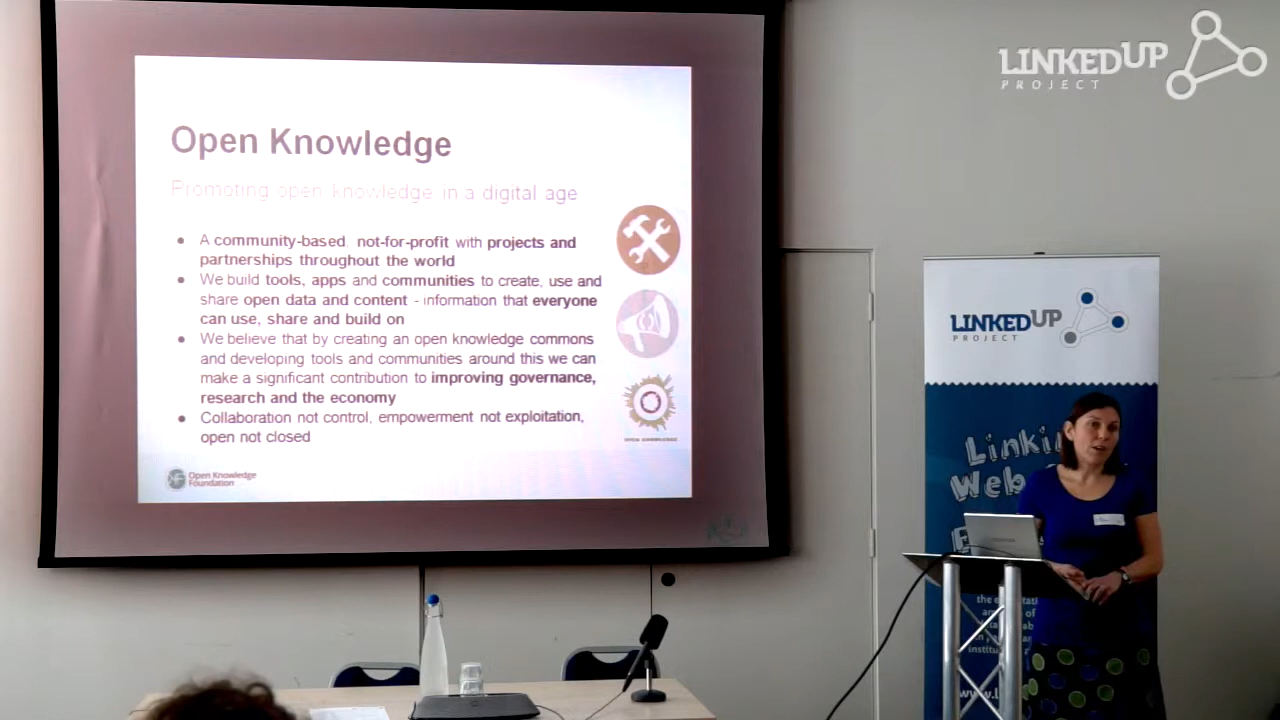 LINKEDUP
PROJECT
Open Knowledge
Promoting open knowledge in a digital age
A community-based, not-for-profit with projects and
partnerships throughout the world
We build tools, apps and communities to create, use and
share open data and content - information that everyone
can use, share and build on
We believe that by creating an open knowledge commons
and developing tools and communities around this we can
make a significant contribution to improving governance,
research and the economy
Collaboration not control, empowerment not exploitation,
open not closed
Open Knowledge
Foundation
LINKEDUP
PROJECT
Web